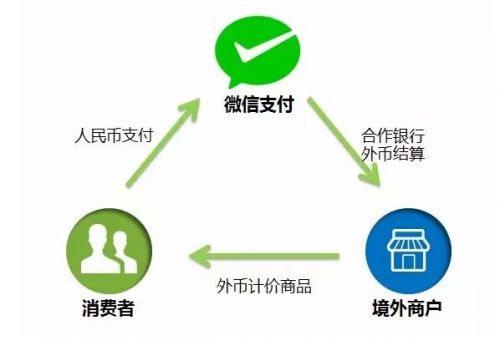 微信支付
人民币支付
合作银行
外币结算
消费者
外币计价商品
境外商户